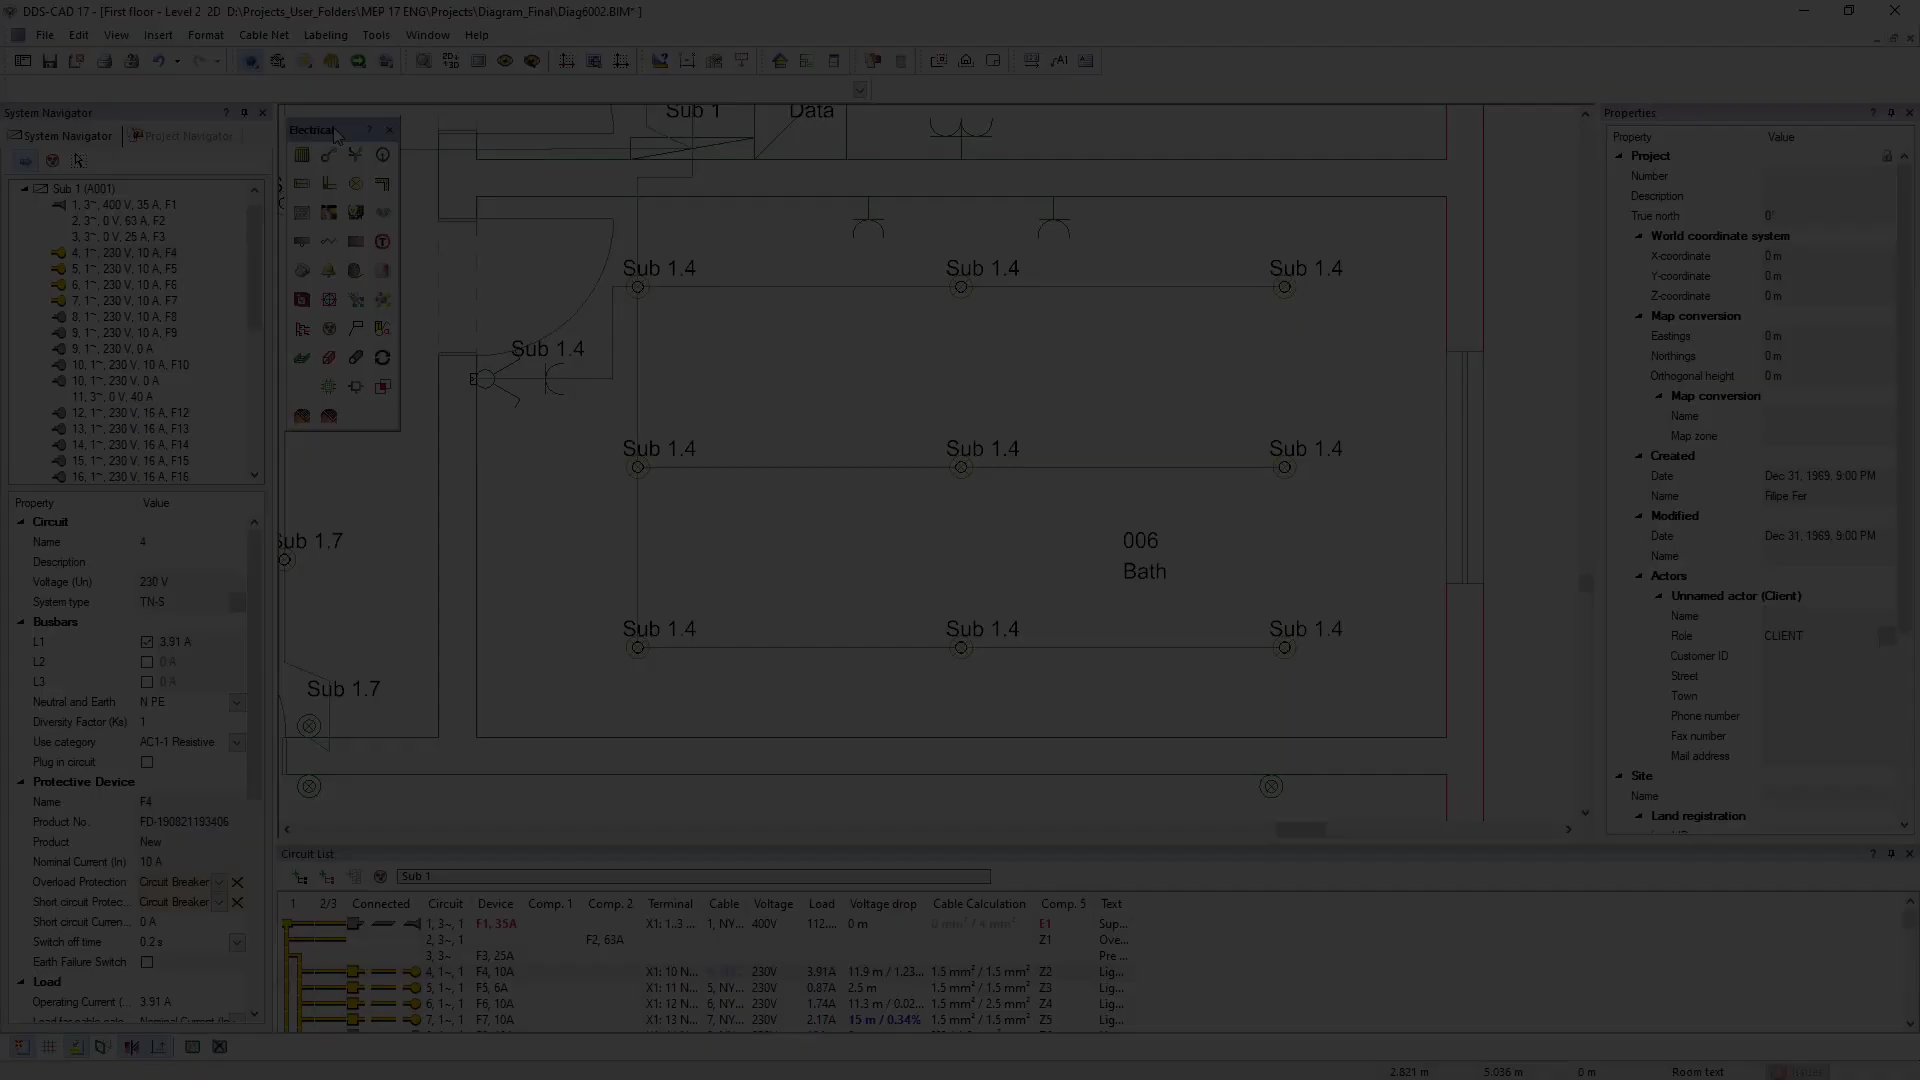 DDS-CAD 17 - [First floor - Level 2  2D  D:\Projects_User_Folders\MEP 17 ENG\Projects\Diagram_Final\Diag6002.BIM* ]
File Edit View Insert Format Cable Net Labeling Tools Window Help
System Navigator
System Navigator Project Navigator
Sub 1 (A001)
1, 3~, 400 V, 35 A, F1
2, 3~, 0 V, 63 A, F2
3, 3~, 0 V, 25 A, F3
4, 1~, 230 V, 10 A, F4
5, 1~, 230 V, 10 A, F5
6, 1~, 230 V, 10 A, F6
7, 1~, 230 V, 10 A, F7
8, 1~, 230 V, 10 A, F8
9, 1~, 230 V, 10 A, F9
9, 1~, 230 V, 0 A
10, 1~, 230 V, 10 A, F10
10, 1~, 230 V, 0 A
11, 3~, 0 V, 40 A
12, 1~, 230 V, 16 A, F12
13, 1~, 230 V, 16 A, F13
14, 1~, 230 V, 16 A, F14
15, 1~, 230 V, 16 A, F15
16, 1~, 230 V, 16 A, F16
Property Value
Circuit
Name 4
Description
Voltage (Un) 230 V
System type TN-S
Busbars
L1 3.91 A
L2 0 A
L3 0 A
Neutral and Earth N PE
Diversity Factor (Ks) 1
Use category AC1-1 Resistive
Plug in circuit
Protective Device
Name F4
Product No. FD-190821193406
Product New
Nominal Current (In) 10 A
Overload Protection Circuit Breaker
Short circuit Protec... Circuit Breaker
Short circuit Curren... 0 A
Switch off time 0.2 s
Earth Failure Switch
Load
Operating Current (... 3.91 A
Electrical
Sub 1 Data
Sub 1.4 Sub 1.4 Sub 1.4
Sub 1.4
Sub 1.4 Sub 1.4 Sub 1.4
Sub 1.7
006
Bath
Sub 1.4 Sub 1.4 Sub 1.4
Sub 1.7
Properties
Property Value
Project
Number
Description
True north 0°
World coordinate system
X-coordinate 0 m
Y-coordinate 0 m
Z-coordinate 0 m
Map conversion
Eastings 0 m
Northings 0 m
Orthogonal height 0 m
Map conversion
Name
Map zone
Created
Date Dec 31, 1969, 9:00 PM
Name Filipe Fer
Modified
Date Dec 31, 1969, 9:00 PM
Name
Actors
Unnamed actor (Client)
Name
Role CLIENT
Customer ID
Street
Town
Phone number
Fax number
Mail address
Site
Name
Land registration
Circuit List
Sub 1
1 2/3 Connected Circuit Device Comp. 1 Comp. 2 Terminal Cable Voltage Load Voltage drop Cable Calculation Comp. 5 Text
1, 3~, 1 F1, 35A X1: 1..3 ... 1, NY... 400V 112.... 0 m E1 Sup...
2, 3~, 1 F2, 63A Z1 Ove...
3, 3~ F3, 25A Pre ...
4, 1~, 1 F4, 10A X1: 10 N... 230V 3.91A 11.9 m / 1.23... 1.5 mm² / 1.5 mm² Z2 Lig...
5, 1~, 1 F5, 6A X1: 11 N... 5, NY... 230V 0.87A 2.5 m 1.5 mm² / 1.5 mm² Z3 Lig...
6, 1~, 1 F6, 10A X1: 12 N... 6, NY... 230V 1.74A 11.3 m / 0.02... 1.5 mm² / 2.5 mm² Z4 Lig...
7, 1~, 1 F7, 10A X1: 13 N... 7, NY... 230V 2.17A 15 m / 0.34% 1.5 mm² / 1.5 mm² Z5 Lig...
2.821 m 5.036 m 0 m Room text